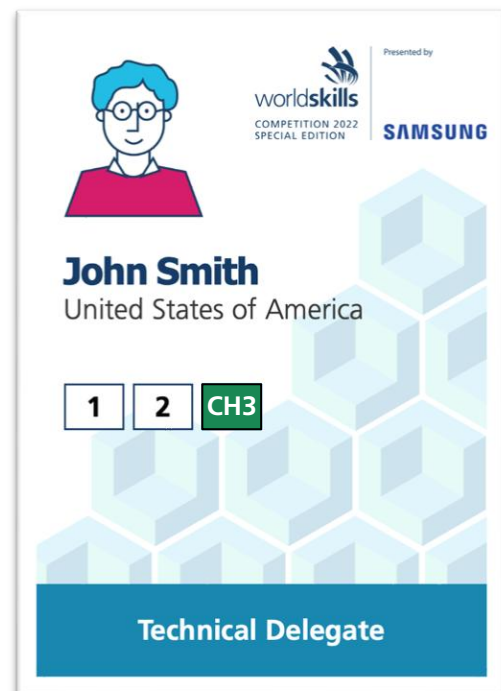 worldskills
COMPETITION 2022
SPECIAL EDITION
Presented by
SAMSUNG
John Smith
United States of America
1 2 CH3
Technical Delegate